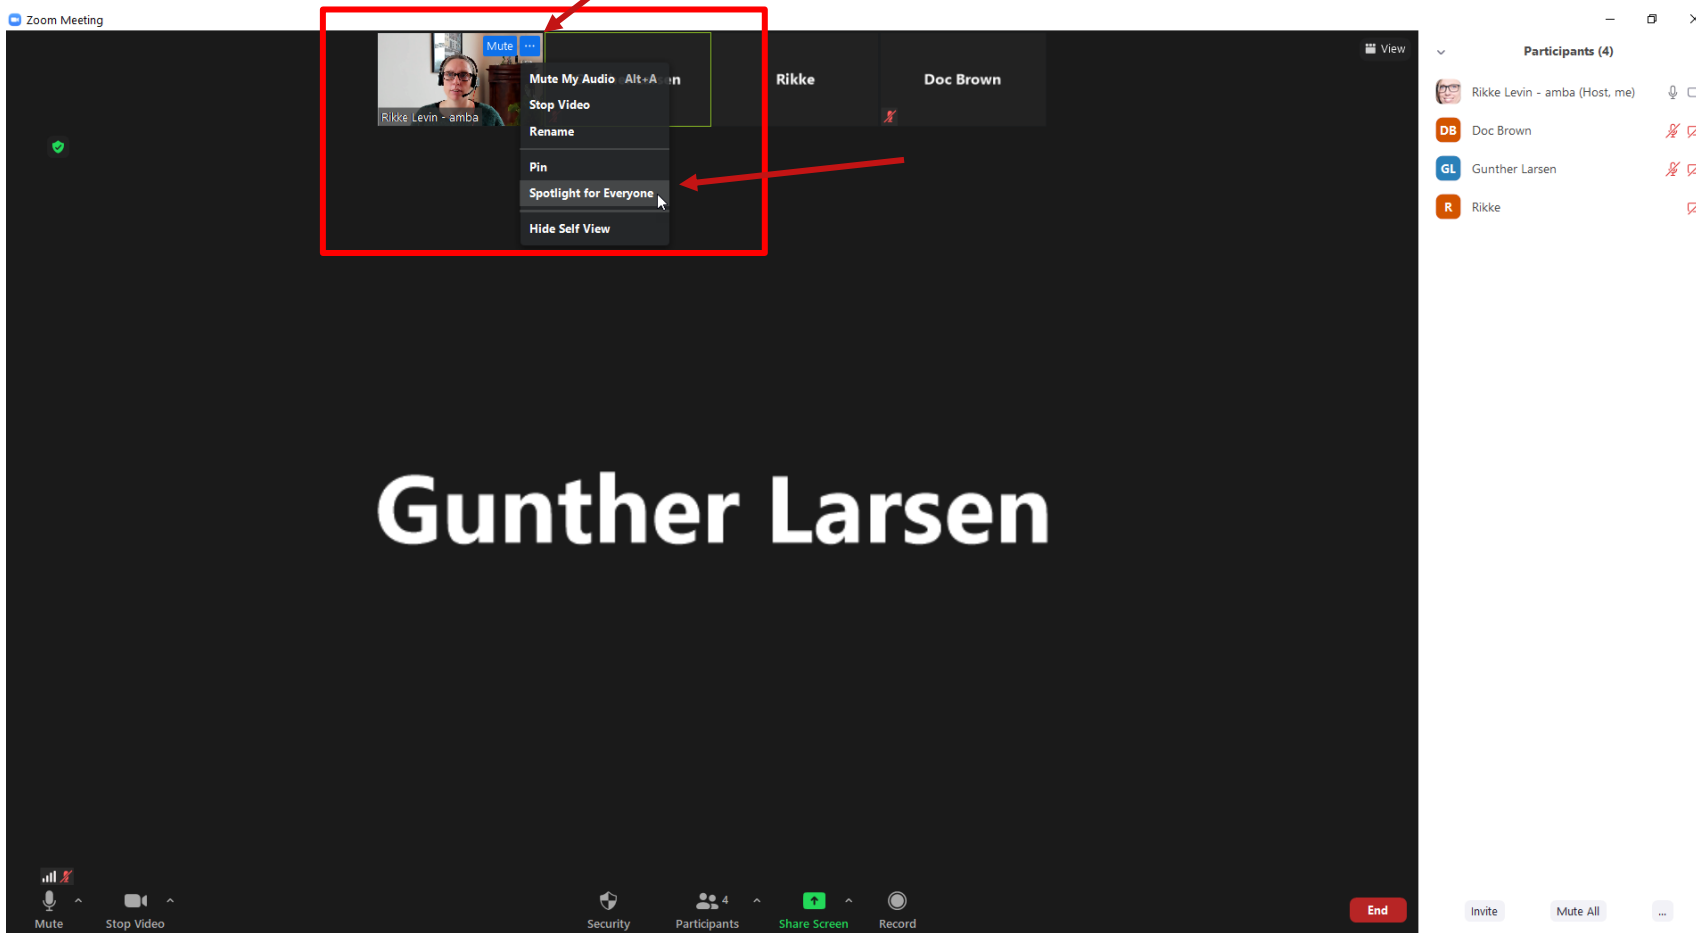 Zoom Meeting
Mute ...
Rikke Levin - amba
Mute My Audio Alt+A
Stop Video
Rename
Pin
Spotlight for Everyone
Hide Self View
Rikke
Doc Brown
View
Gunther Larsen
Mute
Stop Video
Security
4
Participants
Share Screen
Record
End
Participants (4)
Rikke Levin - amba (Host, me)
DB Doc Brown
GL Gunther Larsen
R Rikke
Invite
Mute All
...